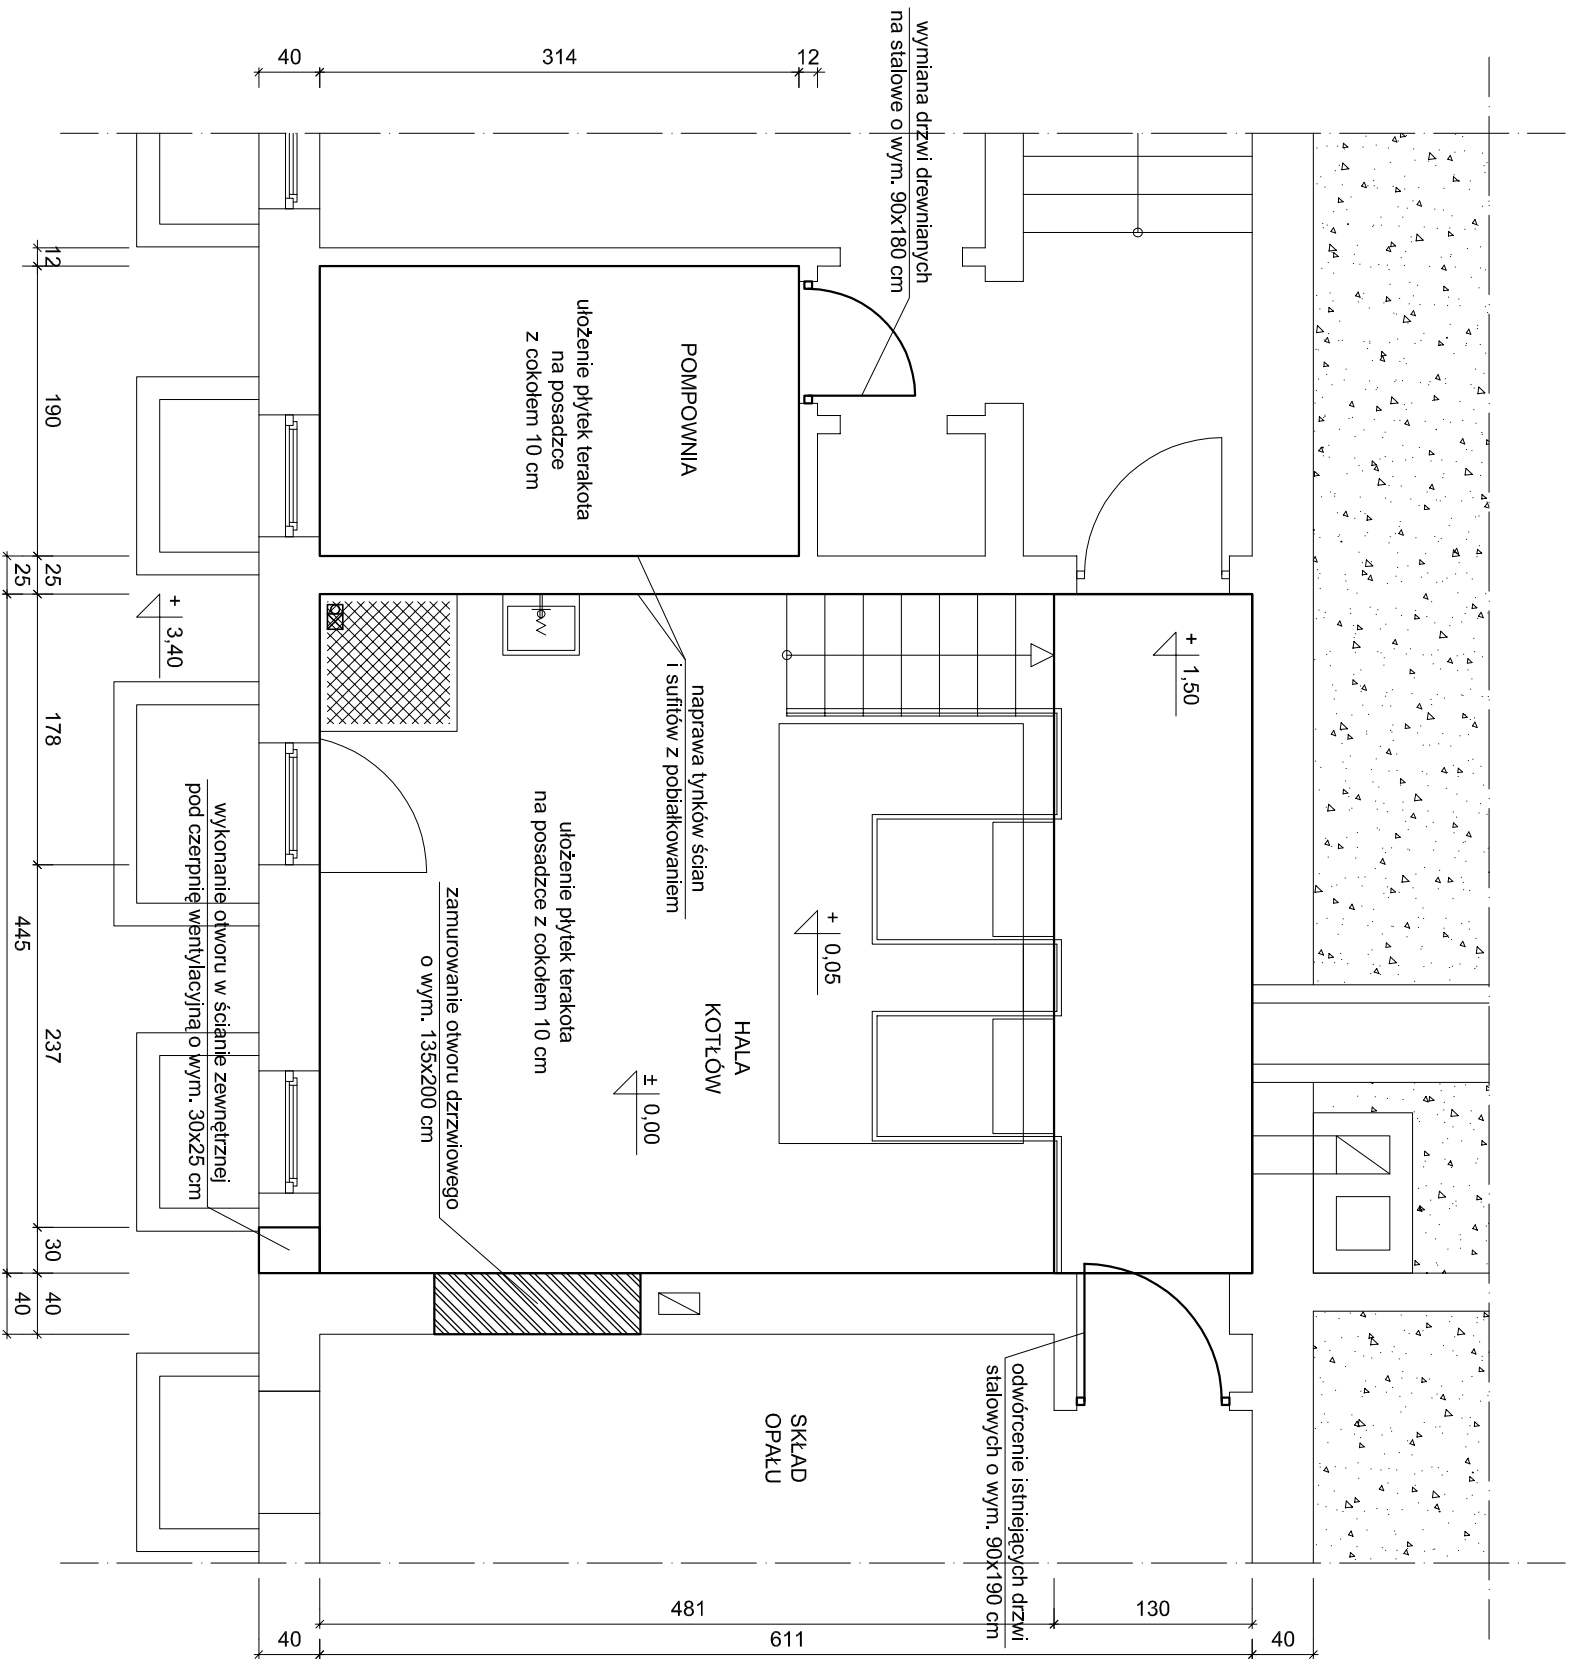 wymiana drzwi drewnianych
na stalowe o wym. 90x180 cm
40
314
12
POMPOWNIA
ułożenie płytek terakota
na posadzce
z cokołem 10 cm
+
1,50
naprawa tynków ścian
i sufitów z pobiałkowaniem
+
0,05
HALA
KOTŁÓW
ułożenie płytek terakota
na posadzce z cokołem 10 cm
±
0,00
zamurowanie otworu dzrzwiowego
o wym. 135x200 cm
odwórcenie istniejących drzwi
stalowych o wym. 90x190 cm
SKŁAD
OPAŁU
+
3,40
wykonanie otworu w ścianie zewnętrznej
pod czerpnię wentylacyjną o wym. 30x25 cm
12
190
25
178
237
30
40
25
445
40
481
130
40
611
40